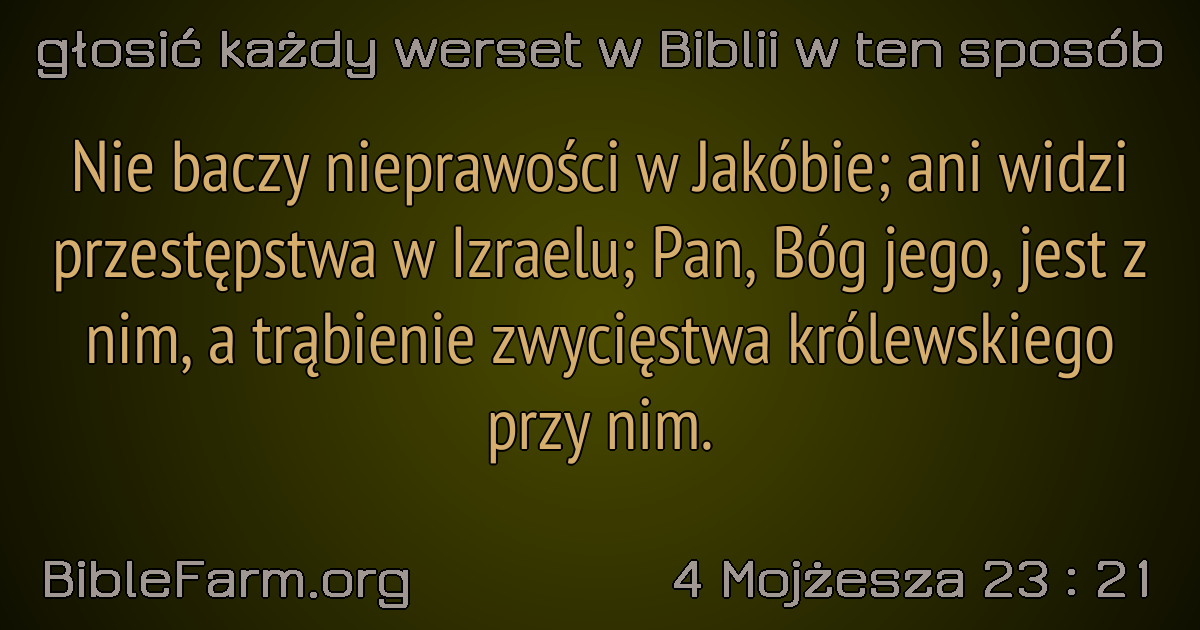 głosić każdy werset w Biblii w ten sposób
Nie baczy nieprawości w Jakóbie; ani widzi
przestępstwa w Izraelu; Pan, Bóg jego, jest z
nim, a trąbienie zwycięstwa królewskiego
przy nim.
BibleFarm.org
4 Mojżesza 23 : 21